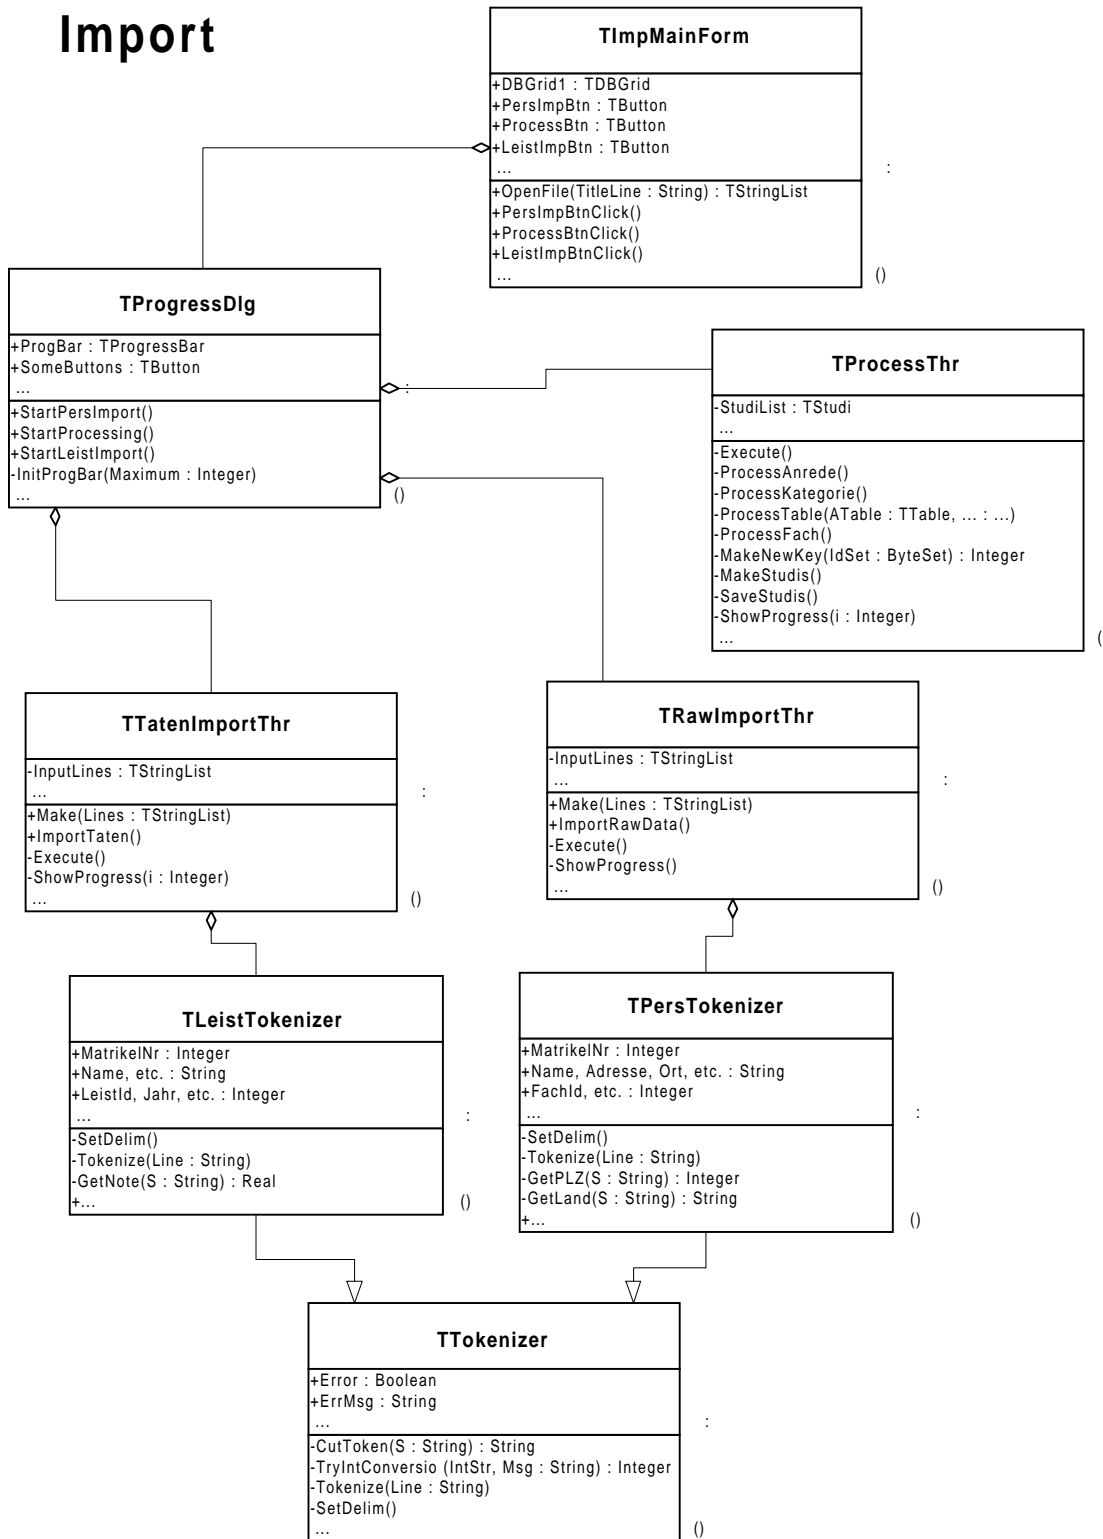 Import
TImpMainForm
+DBGrid1 : TDBGrid
+PersImpBtn : TButton
+ProcessBtn : TButton
+LeistImpBtn : TButton
...
:
+OpenFile(TitleLine : String) : TStringList
+PersImpBtnClick()
+ProcessBtnClick()
+LeistImpBtnClick()
...
()
TProgressDlg
+ProgBar : TProgressBar
+SomeButtons : TButton
...
:
+StartPersImport()
+StartProcessing()
+StartLeistImport()
-InitProgBar(Maximum : Integer)
...
()
TProcessThr
-StudiList : TStudi
...
-Execute()
-ProcessAnrede()
-ProcessKategorie()
-ProcessTable(ATable : TTable, ... : ...)
-ProcessFach()
-MakeNewKey(IdSet : ByteSet) : Integer
-MakeStudis()
-SaveStudis()
-ShowProgress(i : Integer)
...
(
TTatenImportThr
-InputLines : TStringList
...
:
+Make(Lines : TStringList)
+ImportTaten()
-Execute()
-ShowProgress(i : Integer)
...
()
TRawImportThr
-InputLines : TStringList
...
:
+Make(Lines : TStringList)
+ImportRawData()
-Execute()
-ShowProgress()
...
()
TLeistTokenizer
+MatrikelNr : Integer
+Name, etc. : String
+LeistId, Jahr, etc. : Integer
...
:
-SetDelim()
-Tokenize(Line : String)
-GetNote(S : String) : Real
+...
()
TPersTokenizer
+MatrikelNr : Integer
+Name, Adresse, Ort, etc. : String
+FachId, etc. : Integer
...
:
-SetDelim()
-Tokenize(Line : String)
-GetPLZ(S : String) : Integer
-GetLand(S : String) : String
+...
()
TTokenizer
+Error : Boolean
+ErrMsg : String
...
:
-CutToken(S : String) : String
-TryIntConversio (IntStr, Msg : String) : Integer
-Tokenize(Line : String)
-SetDelim()
...
()